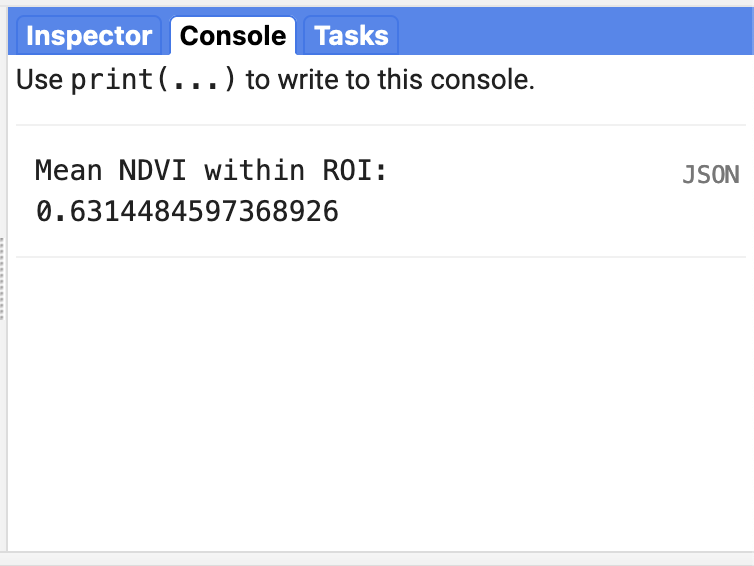 Inspector Console Tasks
Use print(...) to write to this console.
Mean NDVI within ROI: JSON
0.6314484597368926